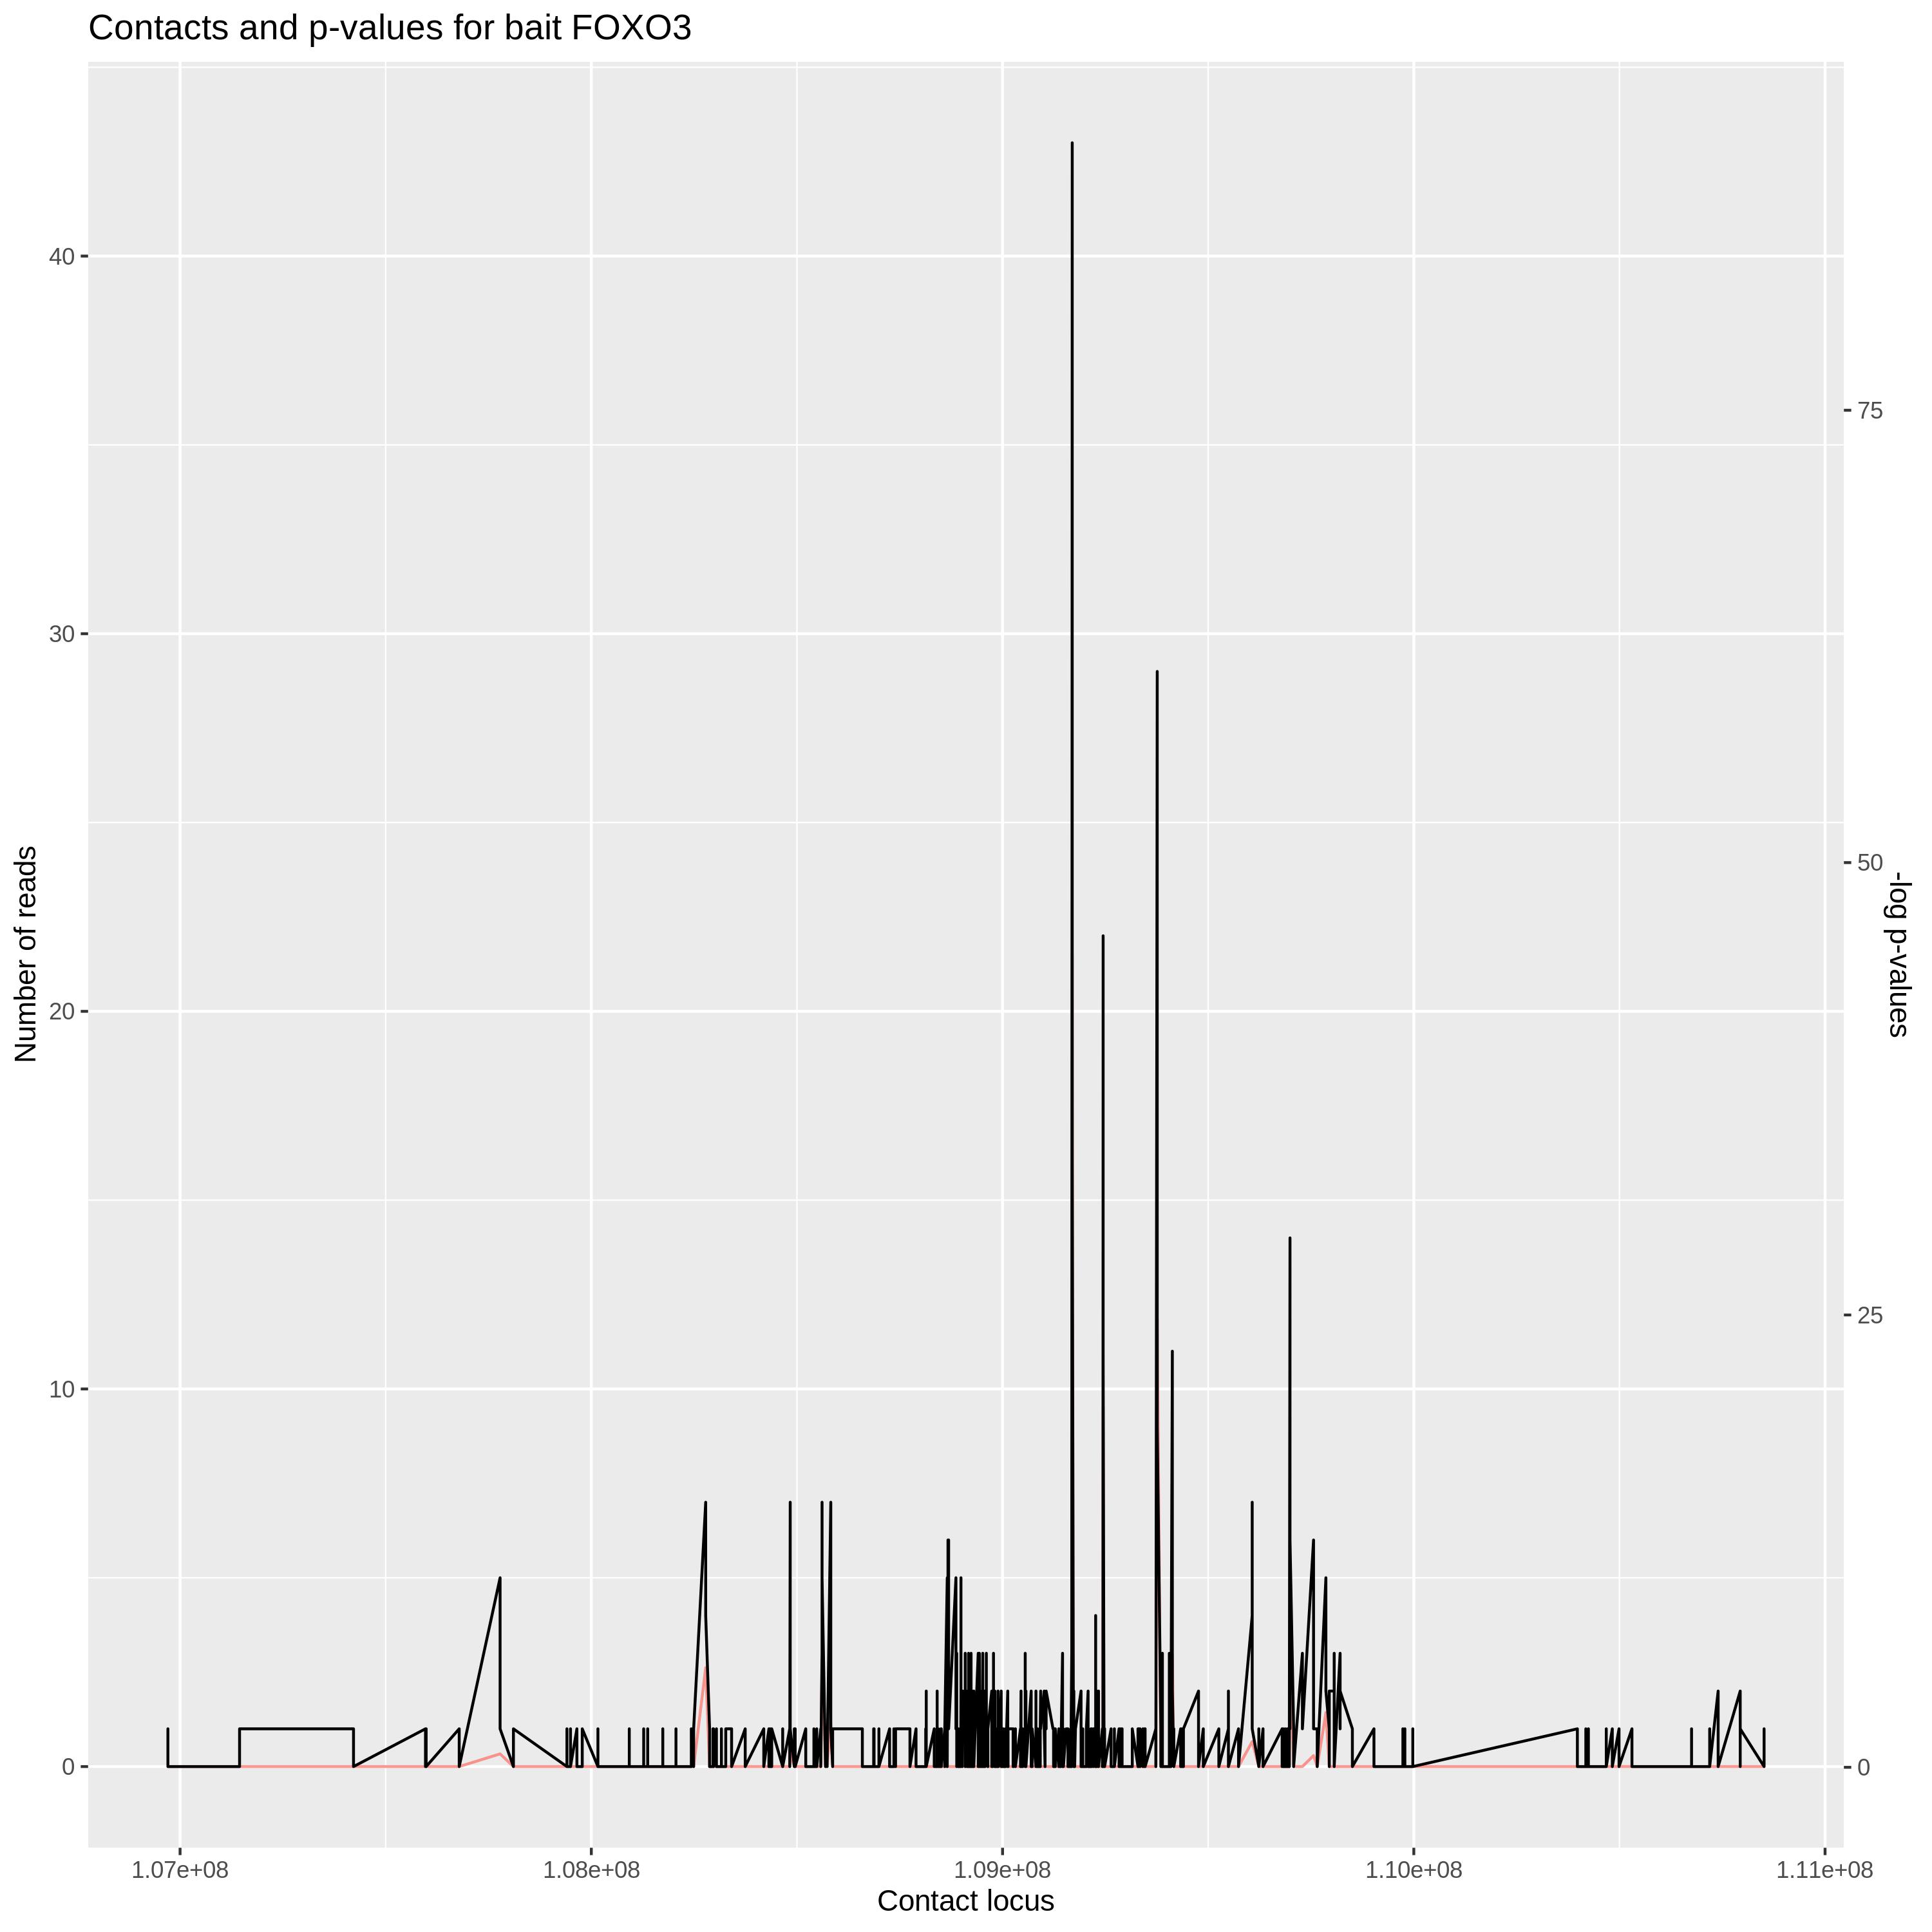 Contacts and p-values for bait FOXO3
40
30
20
10
0
Number of reads
75
50
25
0
-log p-values
1.07e+08
1.08e+08
1.09e+08
1.10e+08
1.11e+08
Contact locus